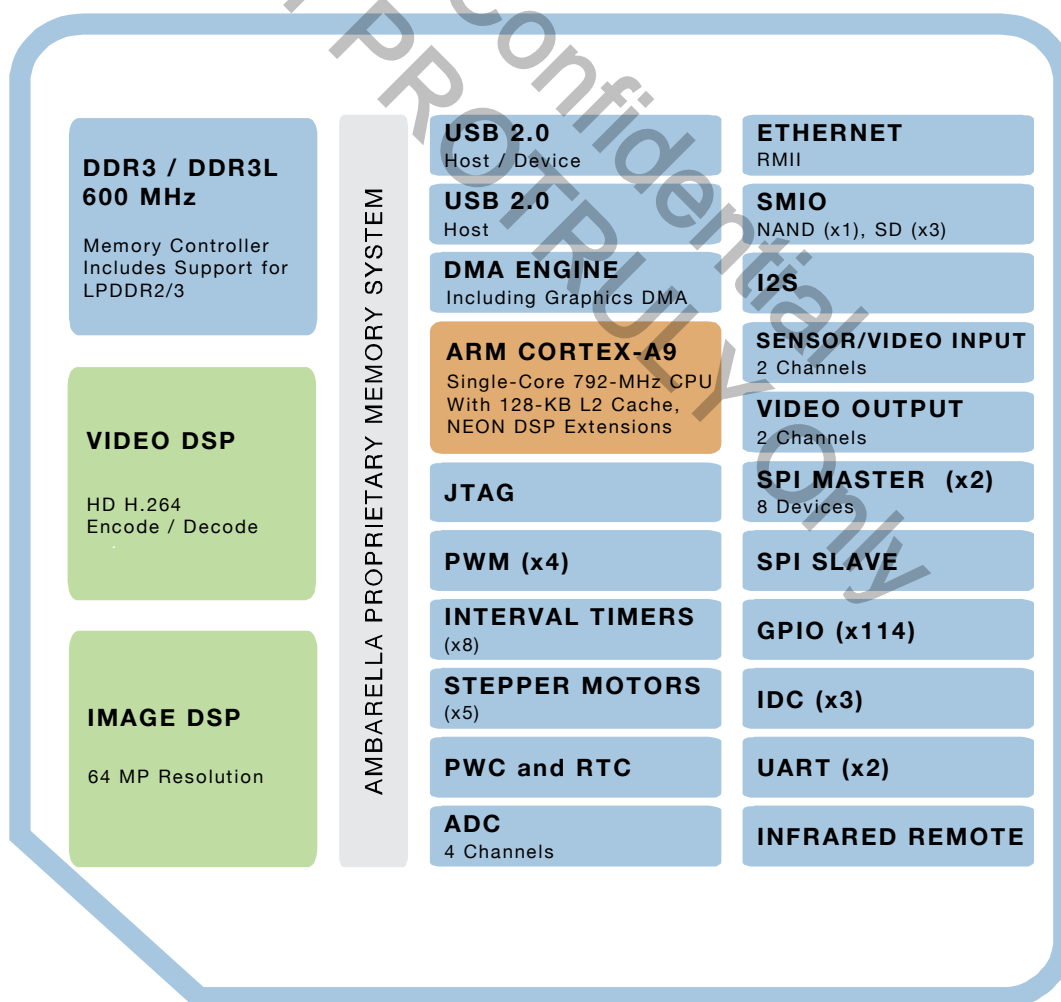 Confidential
PROTRULY Only
DDR3 / DDR3L
600 MHz
Memory Controller
Includes Support for
LPDDR2/3
VIDEO DSP
HD H.264
Encode / Decode
IMAGE DSP
64 MP Resolution
AMBARELLA PROPRIETARY MEMORY SYSTEM
USB 2.0
Host / Device
USB 2.0
Host
DMA ENGINE
Including Graphics DMA
ARM CORTEX-A9
Single-Core 792-MHz CPU
With 128-KB L2 Cache,
NEON DSP Extensions
JTAG
PWM (x4)
INTERVAL TIMERS
(x8)
STEPPER MOTORS
(x5)
PWC and RTC
ADC
4 Channels
ETHERNET
RMII
SMIO
NAND (x1), SD (x3)
I2S
SENSOR/VIDEO INPUT
2 Channels
VIDEO OUTPUT
2 Channels
SPI MASTER (x2)
8 Devices
SPI SLAVE
GPIO (x114)
IDC (x3)
UART (x2)
INFRARED REMOTE